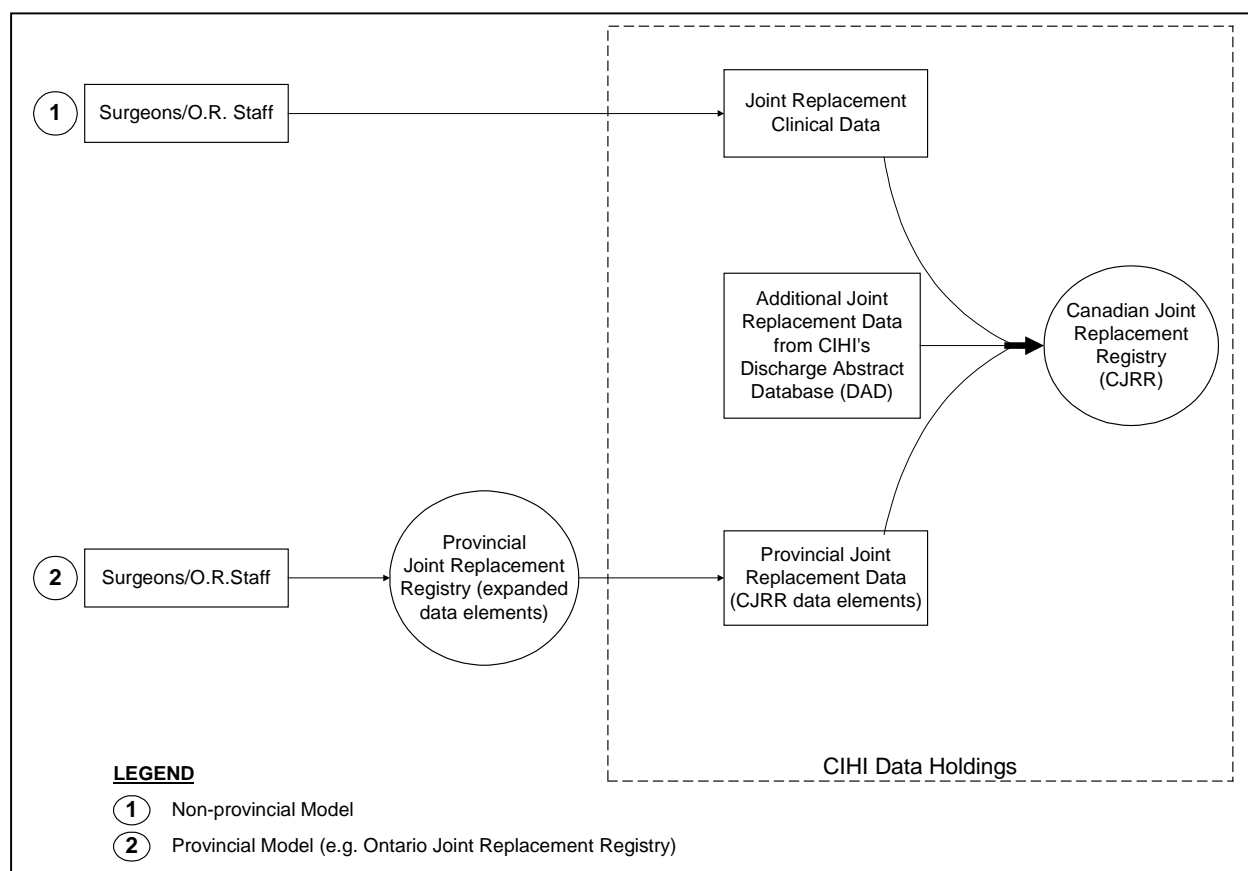 1
Surgeons/O.R. Staff
Joint Replacement
Clinical Data
Additional Joint
Replacement Data
from CIHI's
Discharge Abstract
Database (DAD)
Canadian Joint
Replacement
Registry
(CJRR)
2
Surgeons/O.R.Staff
Provincial
Joint Replacement
Registry (expanded
data elements)
Provincial Joint
Replacement Data
(CJRR data elements)
CIHI Data Holdings
LEGEND
1 Non-provincial Model
2 Provincial Model (e.g. Ontario Joint Replacement Registry)